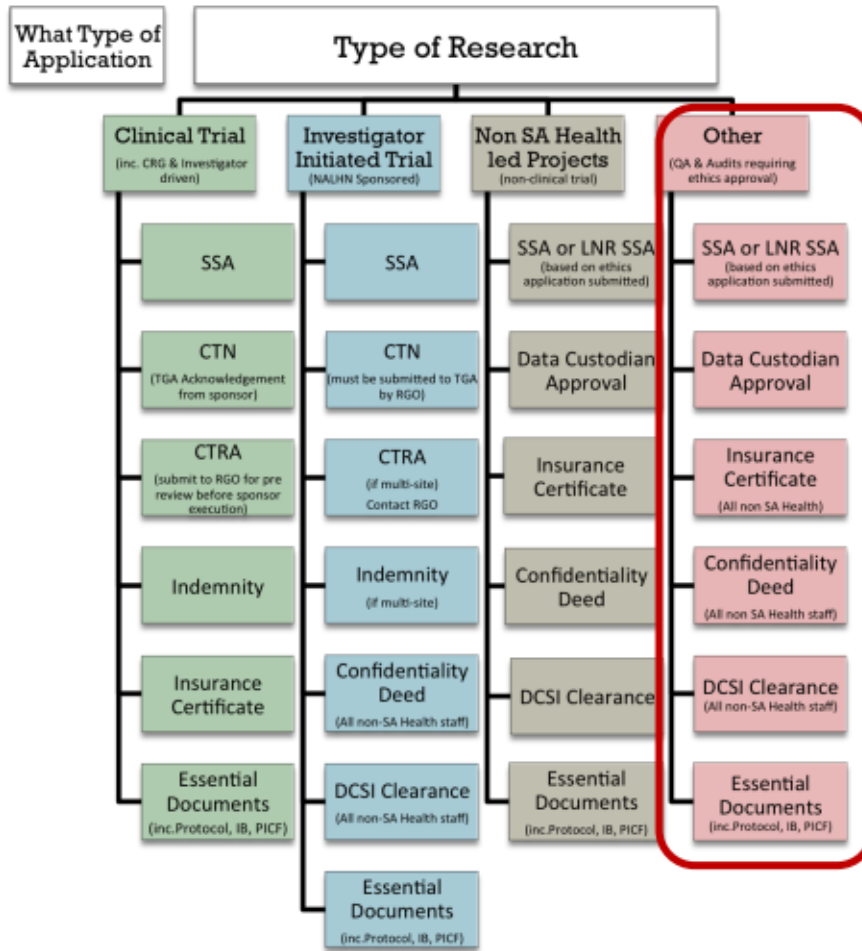 What Type of
Application
Type of Research
Clinical Trial
(inc. CRG & Investigator
driven)
SSA
CTN
(TGA Acknowledgement
from sponsor)
CTRA
(submit to RGO for pre
review before sponsor
execution)
Indemnity
Insurance
Certificate
Essential
Documents
(inc.Protocol, IB, PICF)
Investigator
Initiated Trial
(NALHN Sponsored)
SSA
CTN
(must be submitted to TGA
by RGO)
CTRA
(if multi-site)
Contact RGO
Indemnity
(if multi-site)
Confidentiality
Deed
(All non-SA Health staff)
DCSI Clearance
(All non-SA Health staff)
Essential
Documents
(inc.Protocol, IB, PICF)
Non SA Health
led Projects
(non-clinical trial)
SSA or LNR SSA
(based on ethics
application submitted)
Data Custodian
Approval
Insurance
Certificate
Confidentiality
Deed
DCSI Clearance
Essential
Documents
(inc.Protocol, IB, PICF)
Other
(QA & Audits requiring
ethics approval)
SSA or LNR SSA
(based on ethics
application submitted)
Data Custodian
Approval
Insurance
Certificate
(All non SA Health)
Confidentiality
Deed
(All non SA Health staff)
DCSI Clearance
(All non-SA Health staff)
Essential
Documents
(inc.Protocol, IB, PICF)